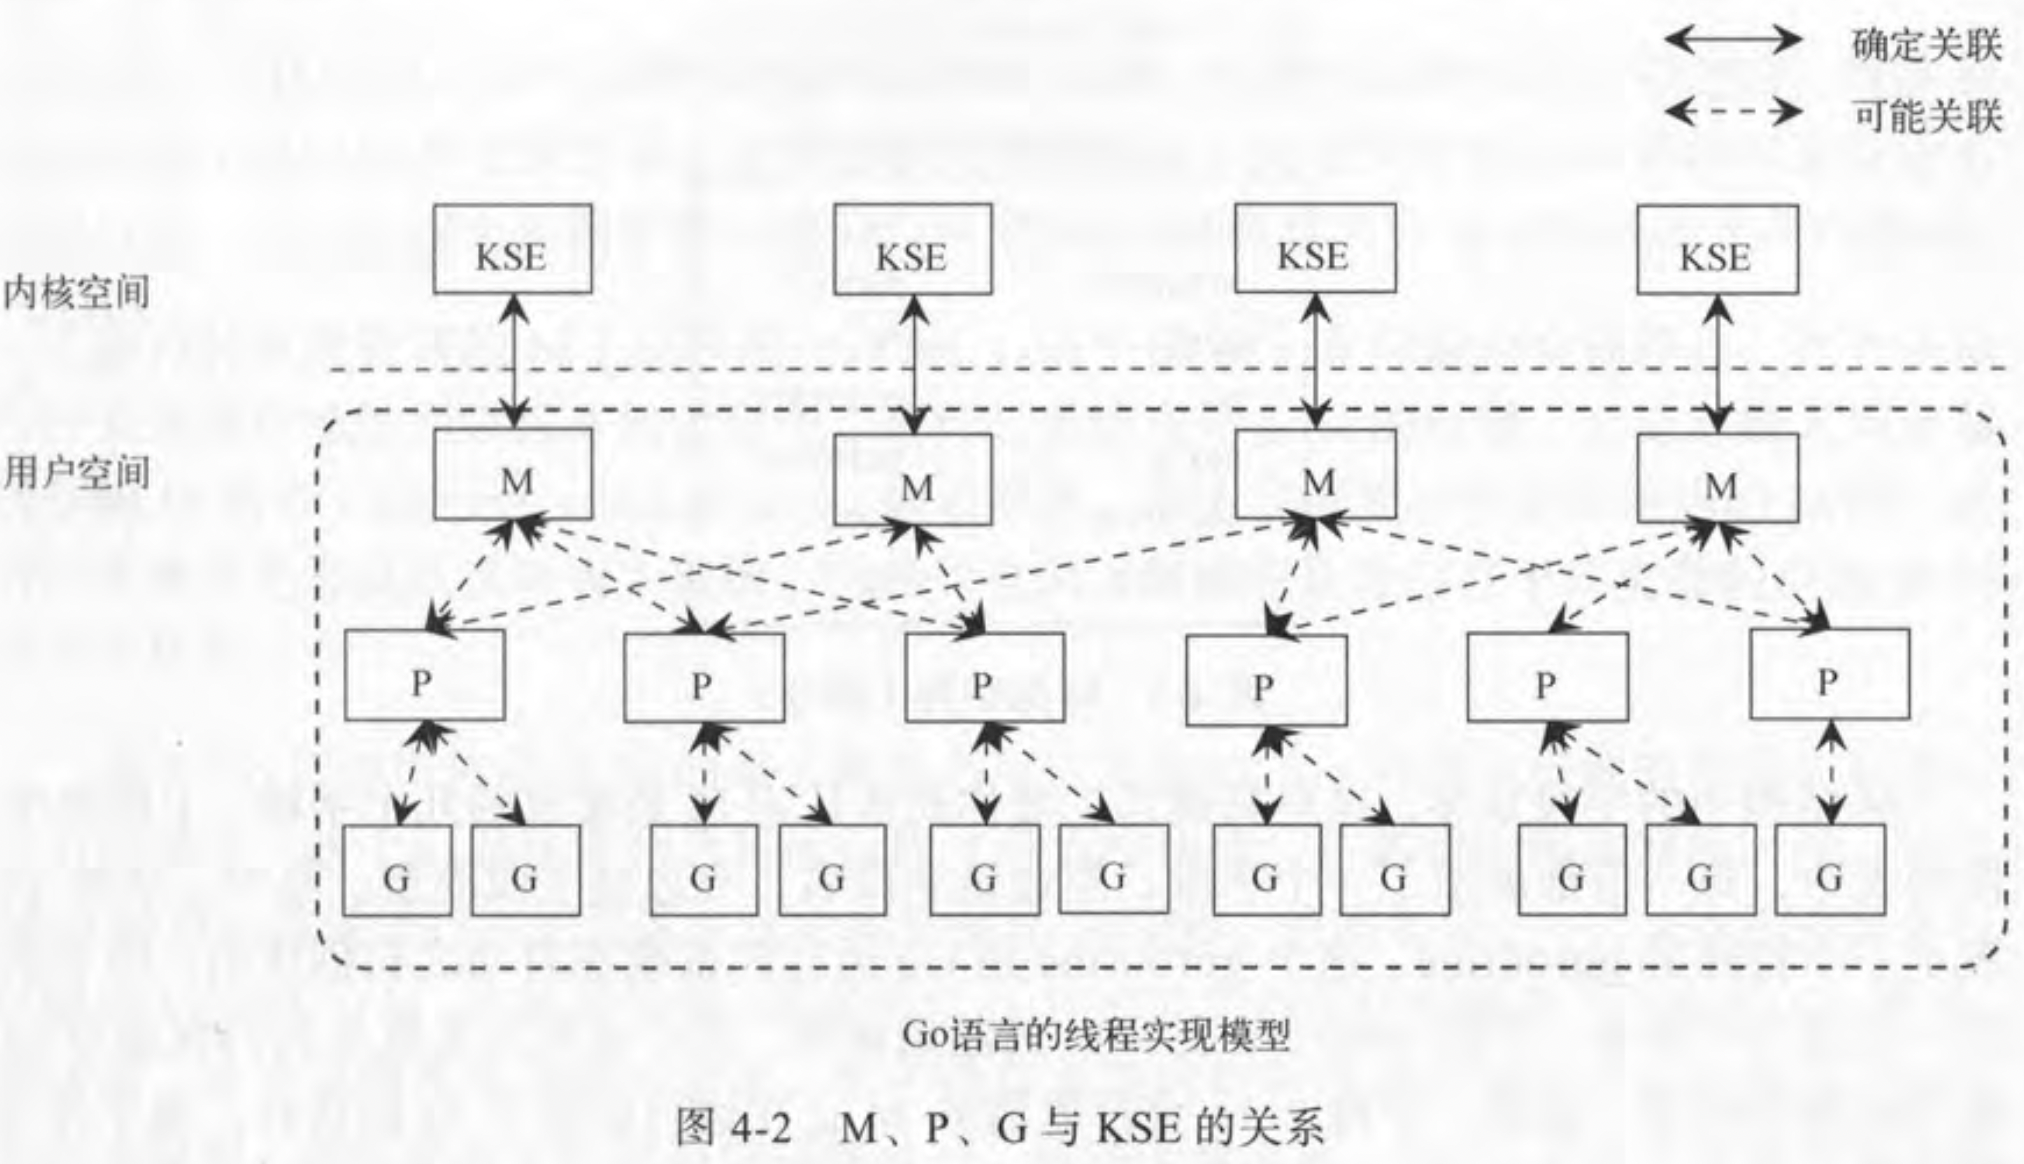 确定关联
可能关联
KSE KSE KSE KSE
内核空间
用户空间
M M M M
P P P P P P
G G G G G G G G G G G
Go语言的线程实现模型
图 4-2 M、P、G 与 KSE 的关系